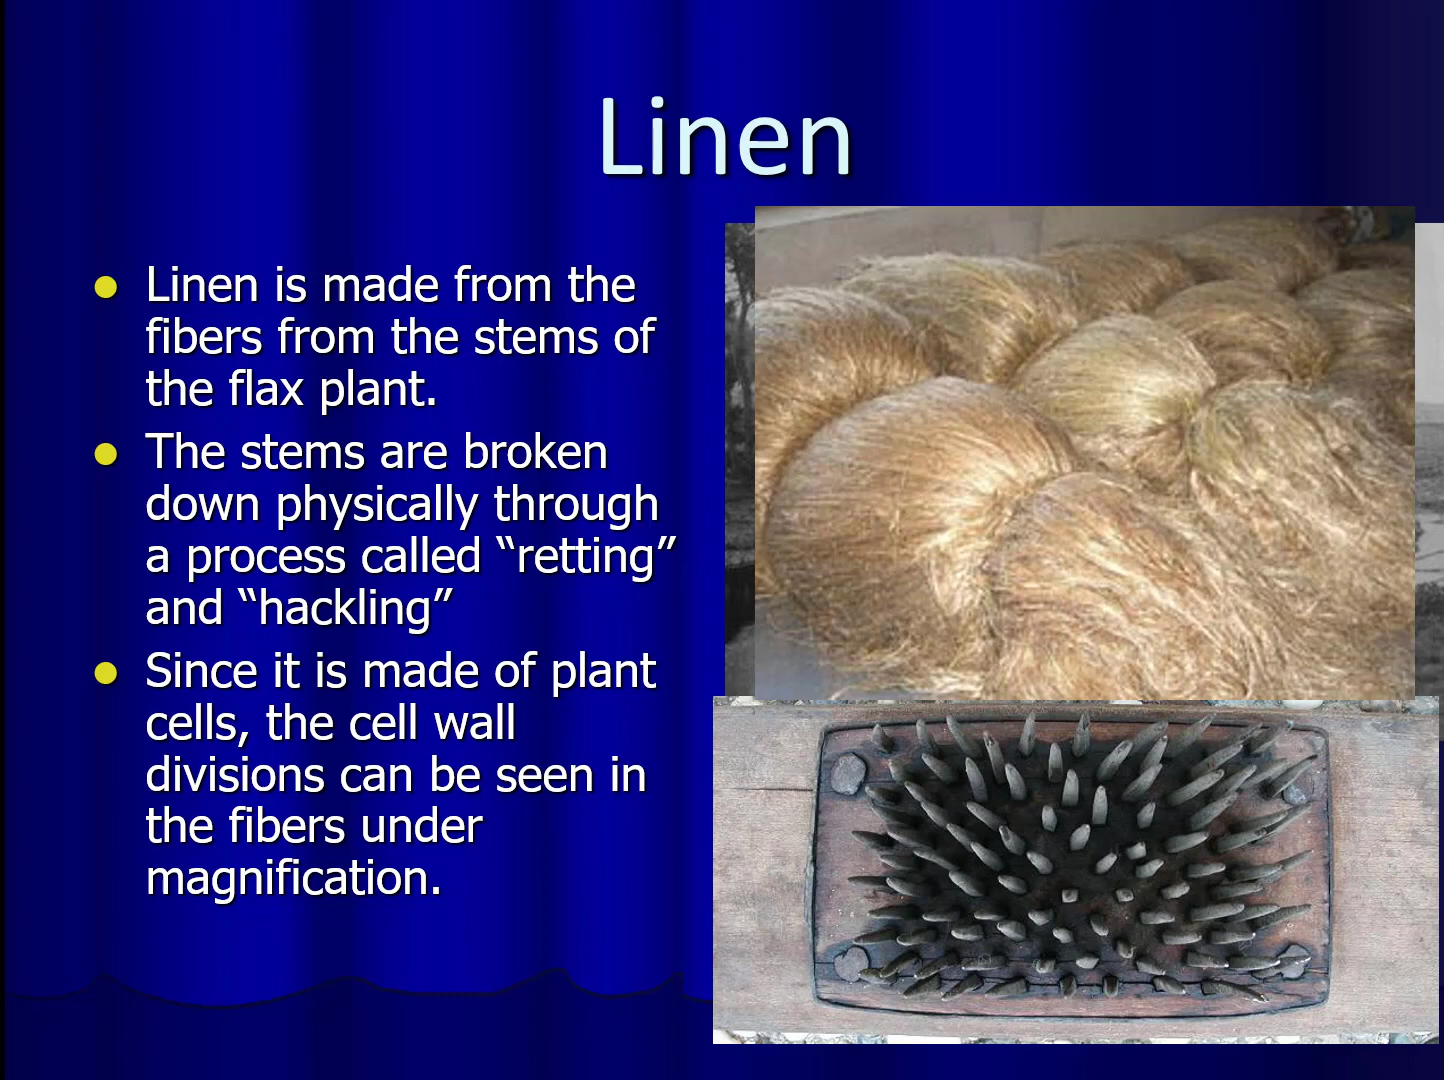 Linen
Linen is made from the
fibers from the stems of
the flax plant.
The stems are broken
down physically through
a process called “retting”
and “hackling”
Since it is made of plant
cells, the cell wall
divisions can be seen in
the fibers under
magnification.